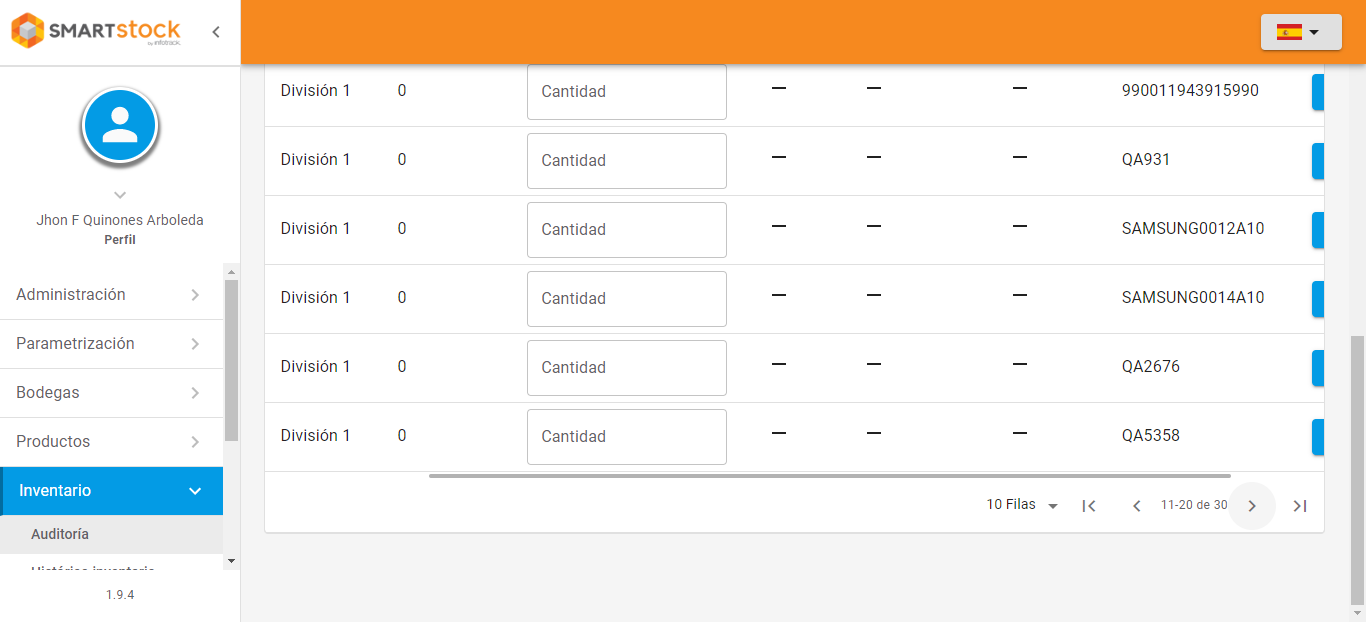 SMARTstock
by infotrack.
Jhon F Quinones Arboleda
Perfil
Administración
Parametrización
Bodegas
Productos
Inventario
Auditoría
Histórico inventario
1.9.4
División 1 0 Cantidad — — — 990011943915990
División 1 0 Cantidad — — — QA931
División 1 0 Cantidad — — — SAMSUNG0012A10
División 1 0 Cantidad — — — SAMSUNG0014A10
División 1 0 Cantidad — — — QA2676
División 1 0 Cantidad — — — QA5358
10 Filas 11-20 de 30